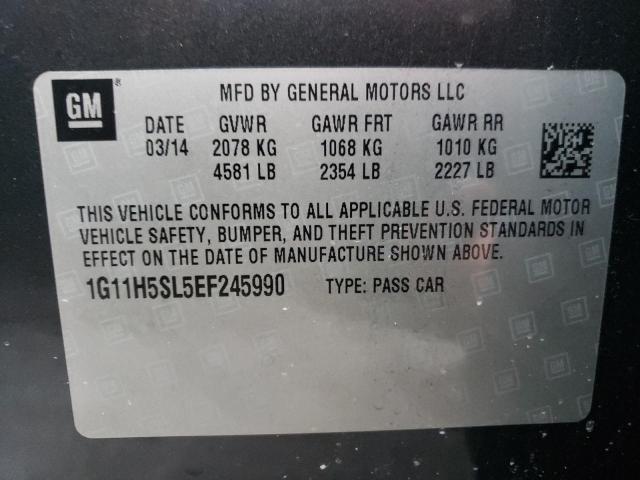 GM®
MFD BY GENERAL MOTORS LLC
DATE GVWR GAWR FRT GAWR RR
03/14 2078 KG 1068 KG 1010 KG
4581 LB 2354 LB 2227 LB
THIS VEHICLE CONFORMS TO ALL APPLICABLE U.S. FEDERAL MOTOR
VEHICLE SAFETY, BUMPER, AND THEFT PREVENTION STANDARDS IN
EFFECT ON THE DATE OF MANUFACTURE SHOWN ABOVE.
1G11H5SL5EF245990 TYPE: PASS CAR